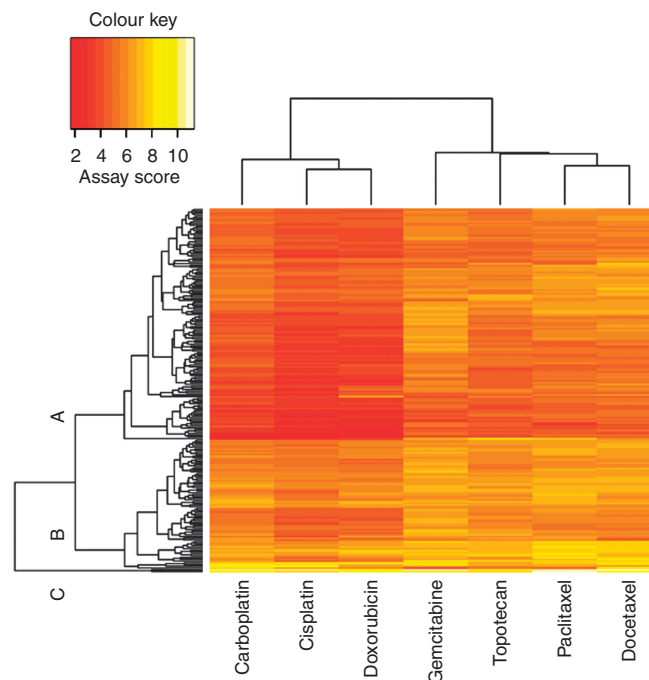 Colour key
2 4 6 8 10
Assay score
A
B
C
Carboplatin
Cisplatin
Doxorubicin
Gemcitabine
Topotecan
Paclitaxel
Docetaxel